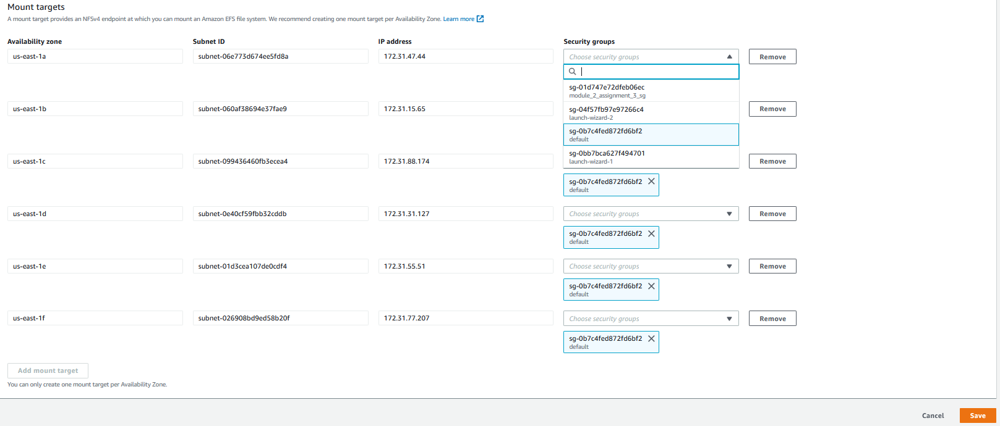 Mount targets
A mount target provides an NFSv4 endpoint at which you can mount an Amazon EFS file system. We recommend creating one mount target per Availability Zone. Learn more
Availability zone Subnet ID IP address Security groups
us-east-1a subnet-06e773d674ee5fd8a 172.31.47.44 Choose security groups Remove
sg-01d747e72dfeb06ec
module_2_assignment_3_sg
us-east-1b subnet-060af38694e37fae9 172.31.15.65 sg-04f57fb97e97266c4 Remove
launch-wizard-2
sg-0b7c4fed872fd6bf2
default
sg-0bb7bca627f494701
us-east-1c subnet-099436460fb3ecea4 172.31.88.174 launch-wizard-1 Remove
sg-0b7c4fed872fd6bf2
default
us-east-1d subnet-0e40cf59fbb32cddb 172.31.31.127 Choose security groups Remove
sg-0b7c4fed872fd6bf2
default
us-east-1e subnet-01d3cea107de0cdf4 172.31.55.51 Choose security groups Remove
sg-0b7c4fed872fd6bf2
default
us-east-1f subnet-026908bd9ed58b20f 172.31.77.207 Choose security groups Remove
sg-0b7c4fed872fd6bf2
default
Add mount target
You can only create one mount target per Availability Zone.
Cancel Save